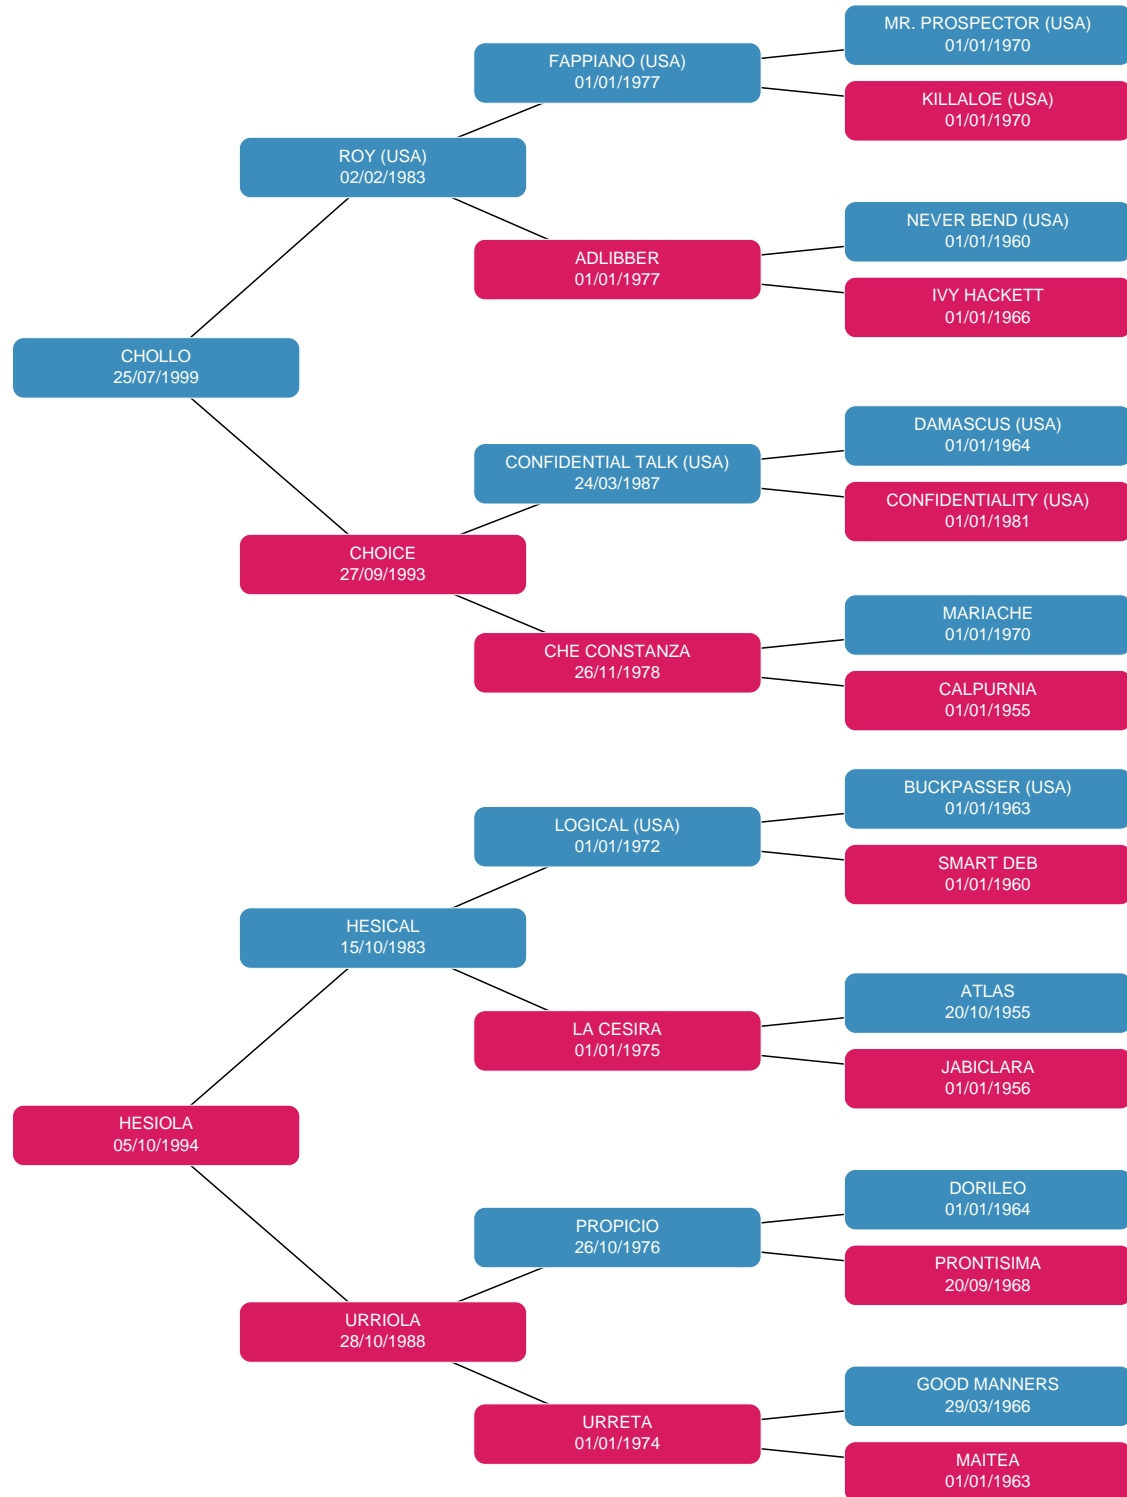 MR. PROSPECTOR (USA)
01/01/1970
FAPPIANO (USA)
01/01/1977
KILLALOE (USA)
01/01/1970
ROY (USA)
02/02/1983
NEVER BEND (USA)
01/01/1960
ADLIBBER
01/01/1977
IVY HACKETT
01/01/1966
CHOLLO
25/07/1999
DAMASCUS (USA)
01/01/1964
CONFIDENTIAL TALK (USA)
24/03/1987
CONFIDENTIALITY (USA)
01/01/1981
CHOICE
27/09/1993
MARIACHE
01/01/1970
CHE CONSTANZA
26/11/1978
CALPURNIA
01/01/1955
BUCKPASSER (USA)
01/01/1963
LOGICAL (USA)
01/01/1972
SMART DEB
01/01/1960
HESICAL
15/10/1983
ATLAS
20/10/1955
LA CESIRA
01/01/1975
JABICLARA
01/01/1956
HESIOLA
05/10/1994
DORILEO
01/01/1964
PROPICIO
26/10/1976
PRONTISIMA
20/09/1968
URRIOLA
28/10/1988
GOOD MANNERS
29/03/1966
URRETA
01/01/1974
MAITEA
01/01/1963